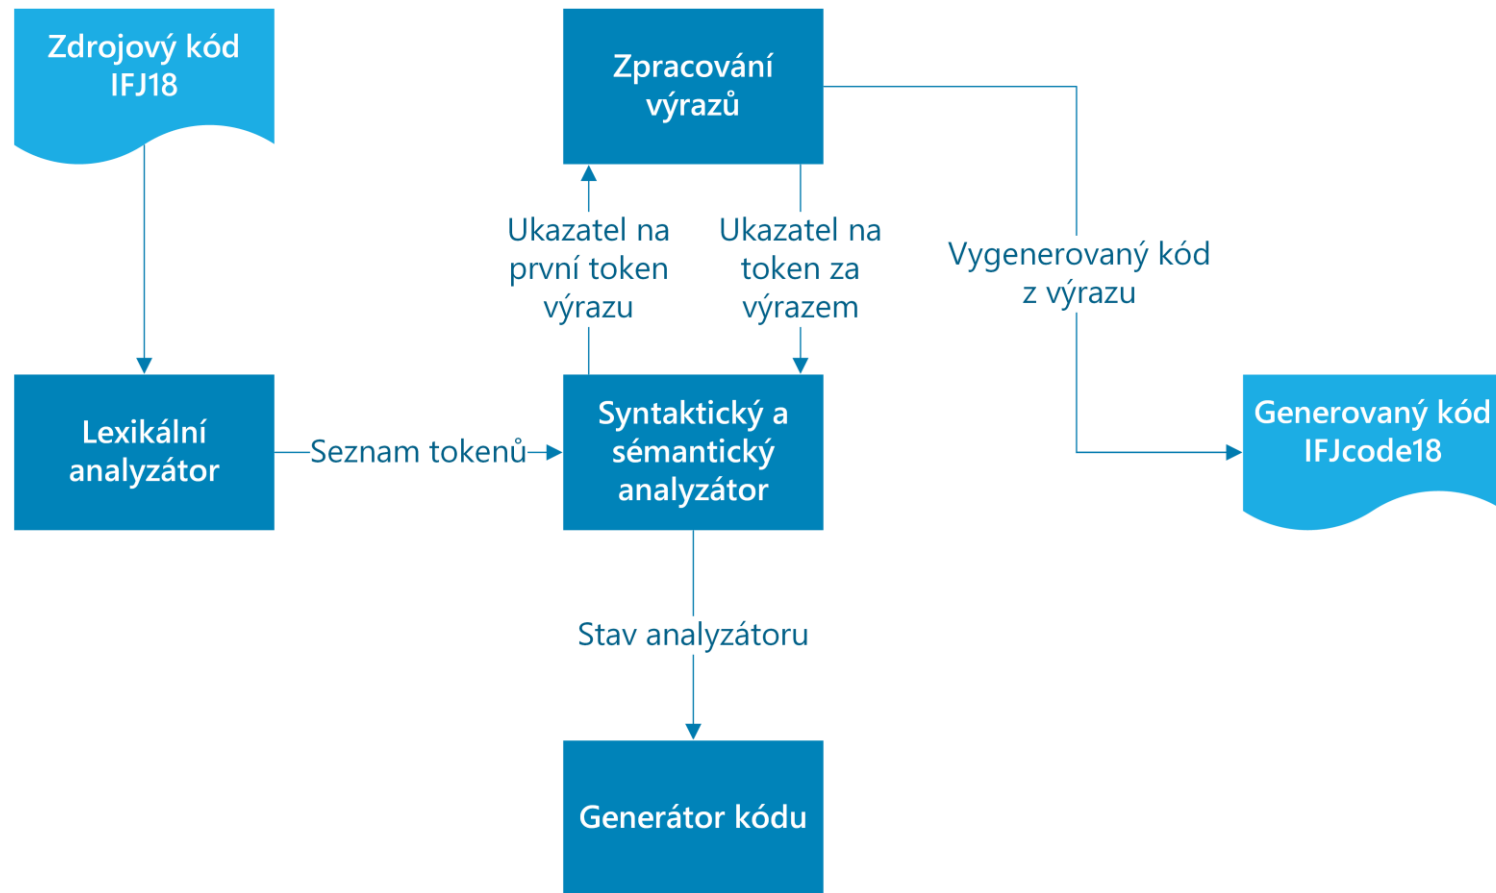 Zdrojový kód
IFJ18
Zpracování
výrazů
Ukazatel na
první token
výrazu
Ukazatel na
token za
výrazem
Vygenerovaný kód
z výrazu
Lexikální
analyzátor
Seznam tokenů
Syntaktický a
sémantický
analyzátor
Generovaný kód
IFJcode18
Stav analyzátoru
Generátor kódu